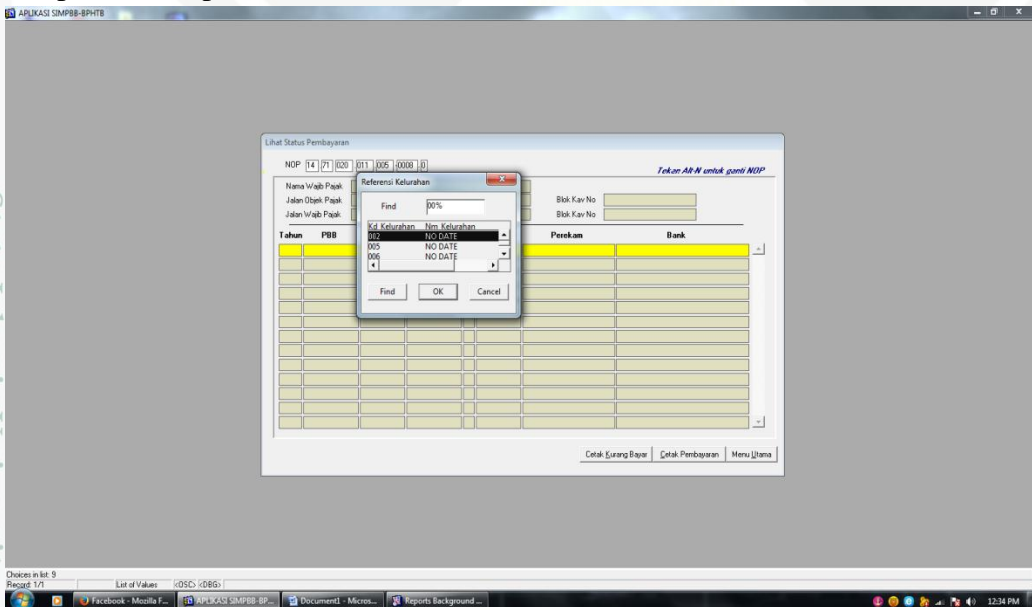 APLIKASI SIMPBB-BPHTB
Lihat Status Pembayaran
NOP 14 71 020 011 005 0008 0
Tekan Alt-N untuk ganti NOP
Nama Wajib Pajak
Jalan Objek Pajak Blok Kav No
Jalan Wajib Pajak Blok Kav No
Tahun PBB Perekam Bank
Referensi Kelurahan
Find 00%
Kd Kelurahan Nm Kelurahan
002 NO DATE
005 NO DATE
006 NO DATE
Find OK Cancel
Cetak Kurang Bayar Cetak Pembayaran Menu Utama
Choices in list: 9
Record: 1/1 List of Values <OSC> <DBG>
Facebook - Mozilla F... APLIKASI SIMPBB-BP... Document1 - Micros... Reports Background ... 12:34 PM